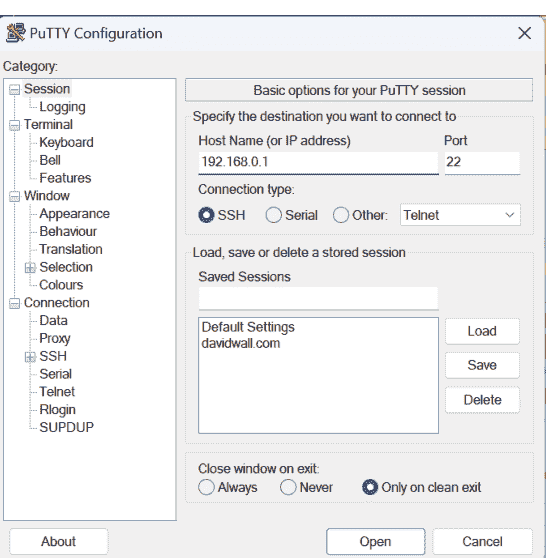 PuTTY Configuration
Category:
Session
Logging
Terminal
Keyboard
Bell
Features
Window
Appearance
Behaviour
Translation
Selection
Colours
Connection
Data
Proxy
SSH
Serial
Telnet
Rlogin
SUPDUP
Basic options for your PuTTY session
Specify the destination you want to connect to
Host Name (or IP address) Port
192.168.0.1 22
Connection type:
SSH Serial Other: Telnet
Load, save or delete a stored session
Saved Sessions
Default Settings
davidwall.com
Load
Save
Delete
Close window on exit:
Always Never Only on clean exit
About Open Cancel